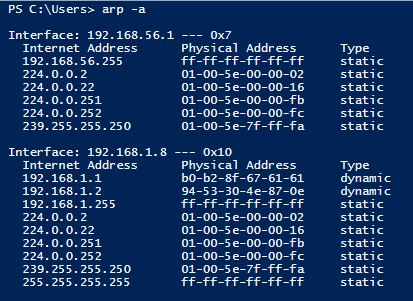 PS C:\Users> arp -a
Interface: 192.168.56.1 --- 0x7
Internet Address Physical Address Type
192.168.56.255 ff-ff-ff-ff-ff-ff static
224.0.0.2 01-00-5e-00-00-02 static
224.0.0.22 01-00-5e-00-00-16 static
224.0.0.251 01-00-5e-00-00-fb static
224.0.0.252 01-00-5e-00-00-fc static
239.255.255.250 01-00-5e-7f-ff-fa static
Interface: 192.168.1.8 --- 0x10
Internet Address Physical Address Type
192.168.1.1 b0-b2-8f-67-61-61 dynamic
192.168.1.2 94-53-30-4e-87-0e dynamic
192.168.1.255 ff-ff-ff-ff-ff-ff static
224.0.0.2 01-00-5e-00-00-02 static
224.0.0.22 01-00-5e-00-00-16 static
224.0.0.251 01-00-5e-00-00-fb static
224.0.0.252 01-00-5e-00-00-fc static
239.255.255.250 01-00-5e-7f-ff-fa static
255.255.255.255 ff-ff-ff-ff-ff-ff static